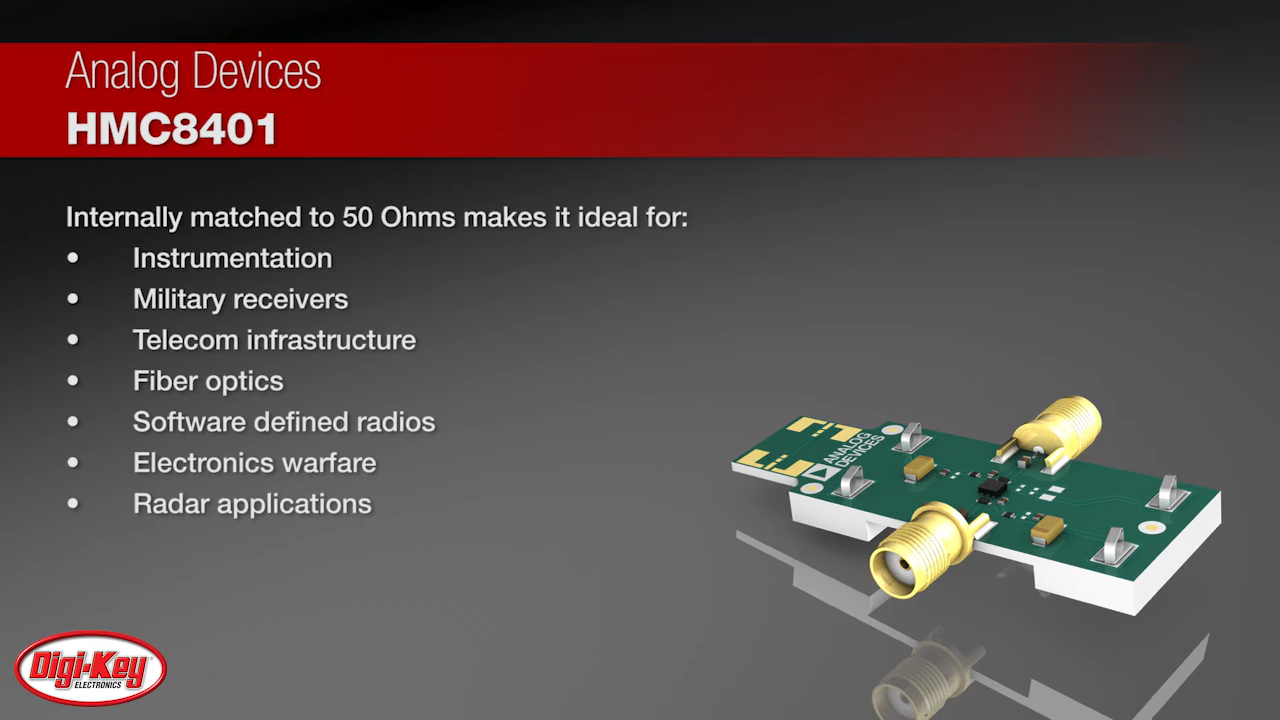 Analog Devices
HMC8401
Internally matched to 50 Ohms makes it ideal for:
• Instrumentation
• Military receivers
• Telecom infrastructure
• Fiber optics
• Software defined radios
• Electronics warfare
• Radar applications
ANALOG
DEVICES
Digi-Key
ELECTRONICS